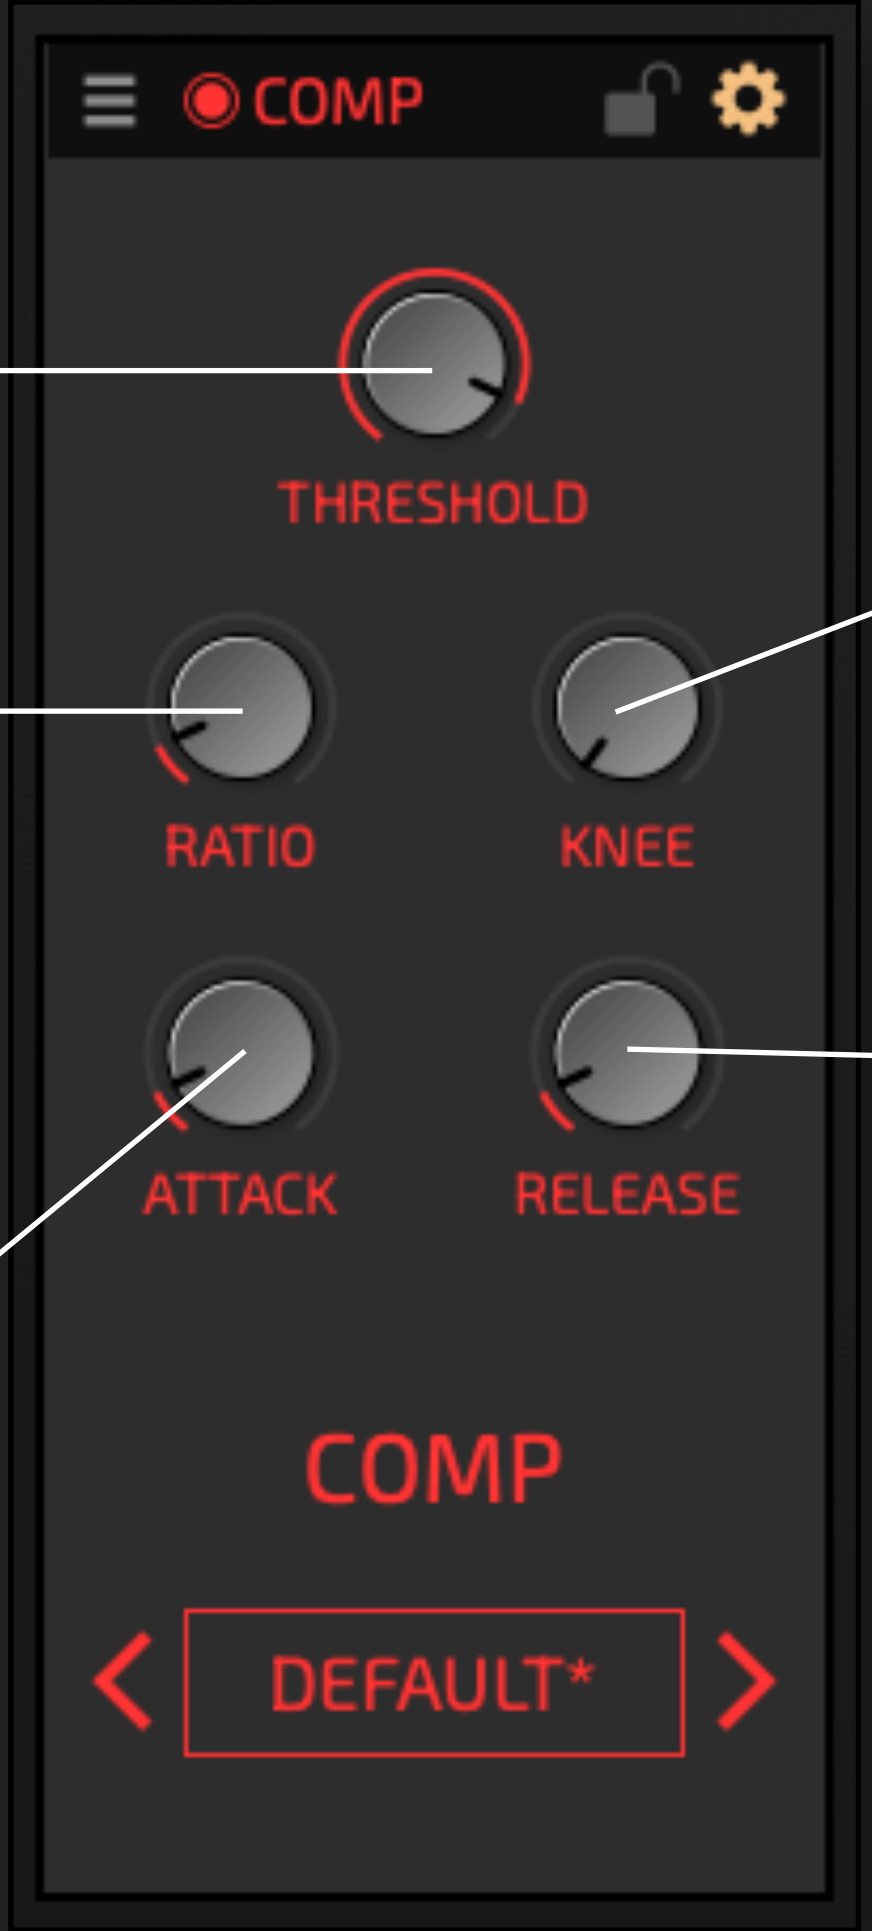 COMP
THRESHOLD
RATIO KNEE
ATTACK RELEASE
COMP
DEFAULT*